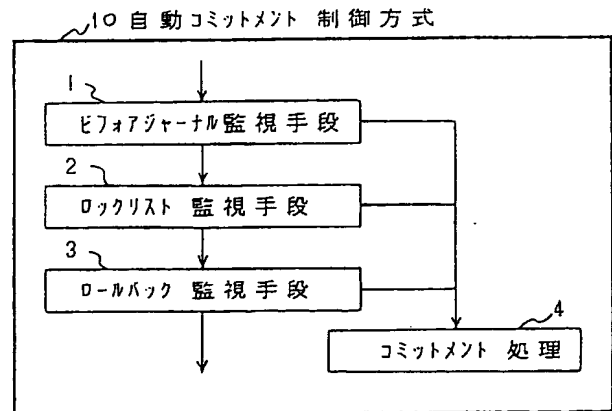 10 自動コミットメント 制御方式
1
ビフォアジャーナル監視手段
2
ロックリスト 監視手段
3
ロールバック 監視手段
4
コミットメント 処理